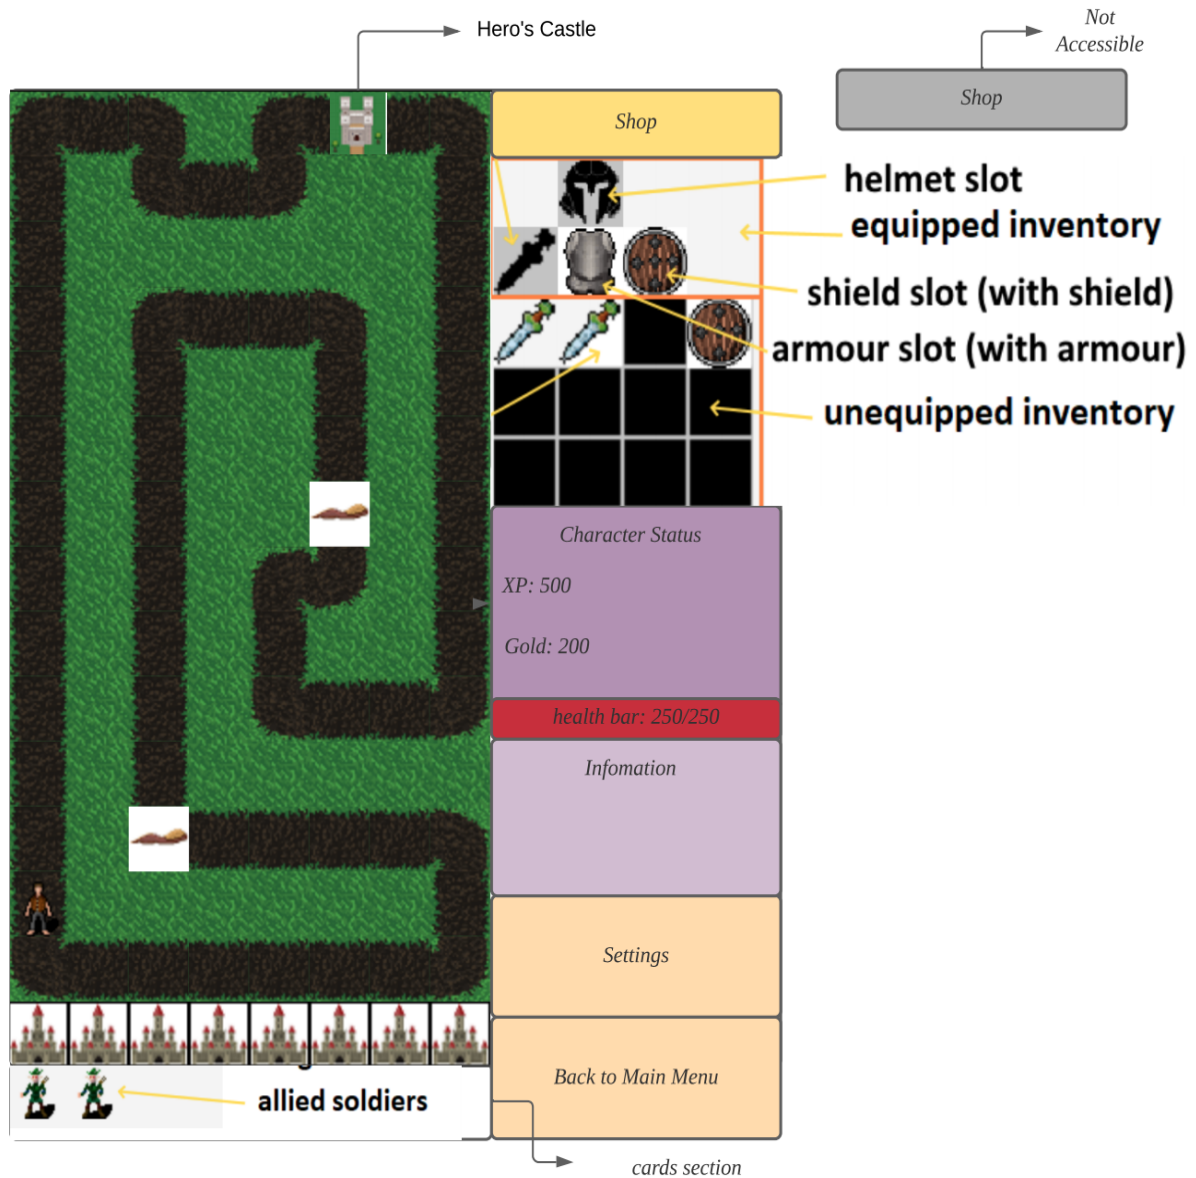 Hero's Castle
Not
Accessible
Shop
Shop
helmet slot
equipped inventory
shield slot (with shield)
armour slot (with armour)
unequipped inventory
Character Status
XP: 500
Gold: 200
health bar: 250/250
Infomation
Settings
Back to Main Menu
allied soldiers
cards section